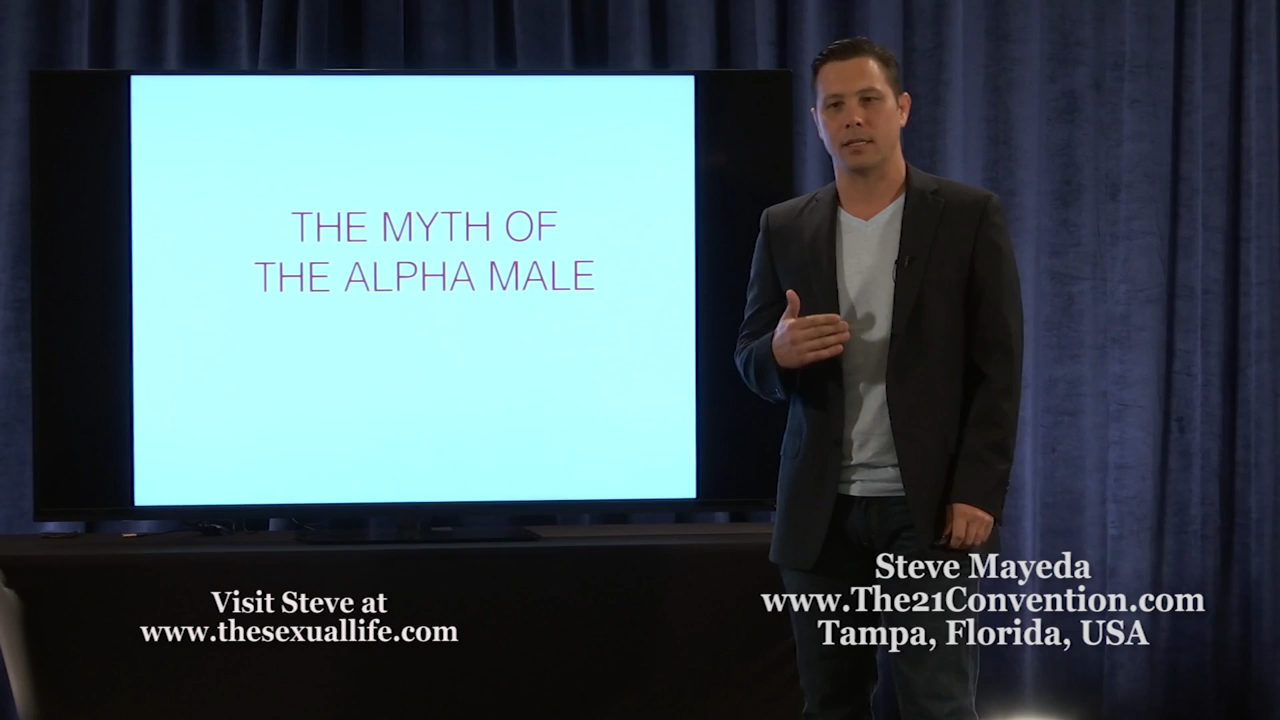 THE MYTH OF
THE ALPHA MALE
Visit Steve at
www.thesexuallife.com
Steve Mayeda
www.The21Convention.com
Tampa, Florida, USA